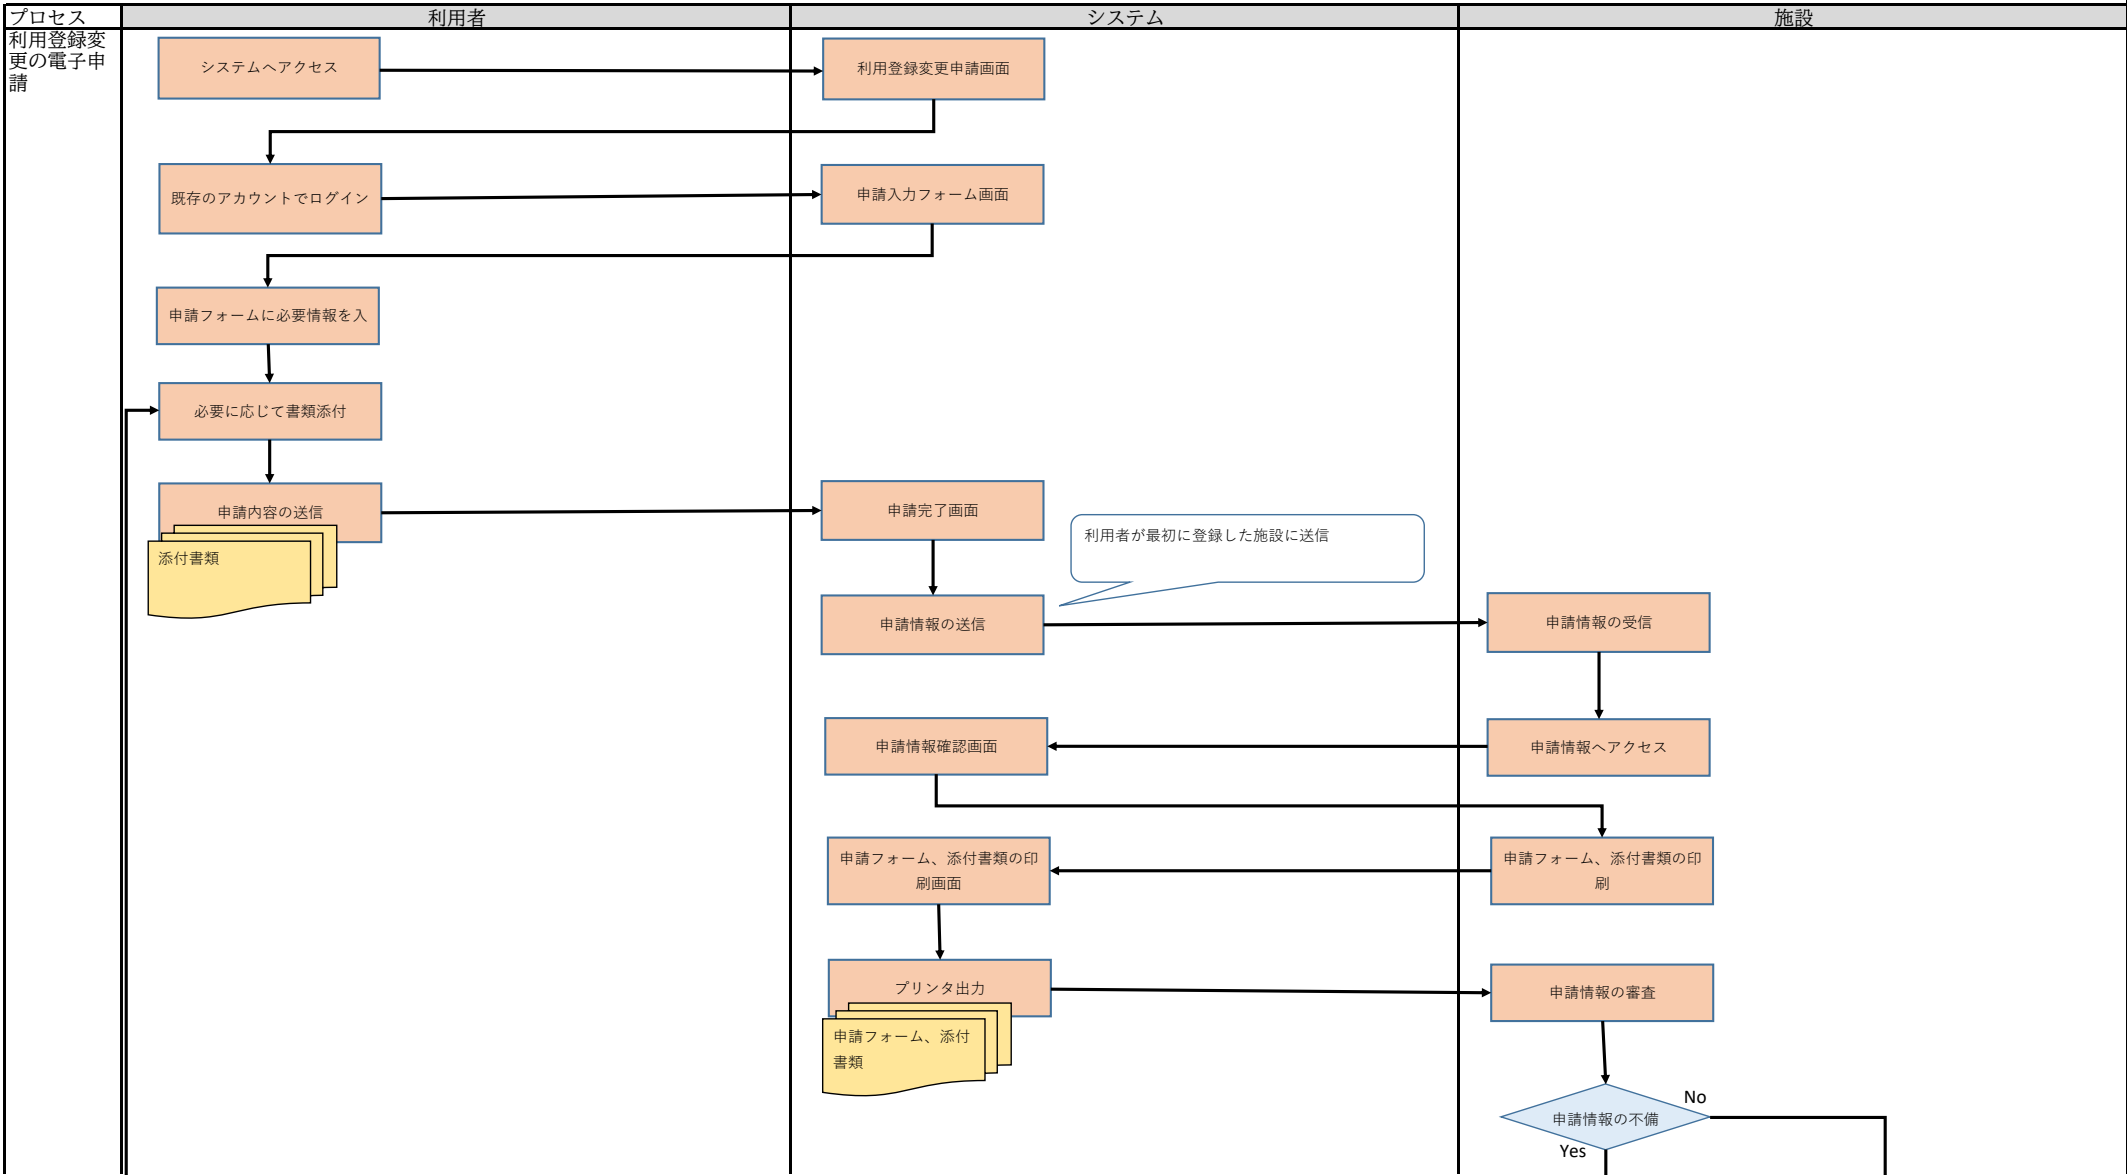 プロセス
利用者
システム
施設
利用登録変
更の電子申
請
システムへアクセス
利用登録変更申請画面
既存のアカウントでログイン
申請入力フォーム画面
申請フォームに必要情報を入
必要に応じて書類添付
申請内容の送信
添付書類
申請完了画面
利用者が最初に登録した施設に送信
申請情報の送信
申請情報の受信
申請情報確認画面
申請情報へアクセス
申請フォーム、添付書類の印
刷画面
申請フォーム、添付書類の印
刷
プリンタ出力
申請フォーム、添付
書類
申請情報の審査
申請情報の不備
No
Yes